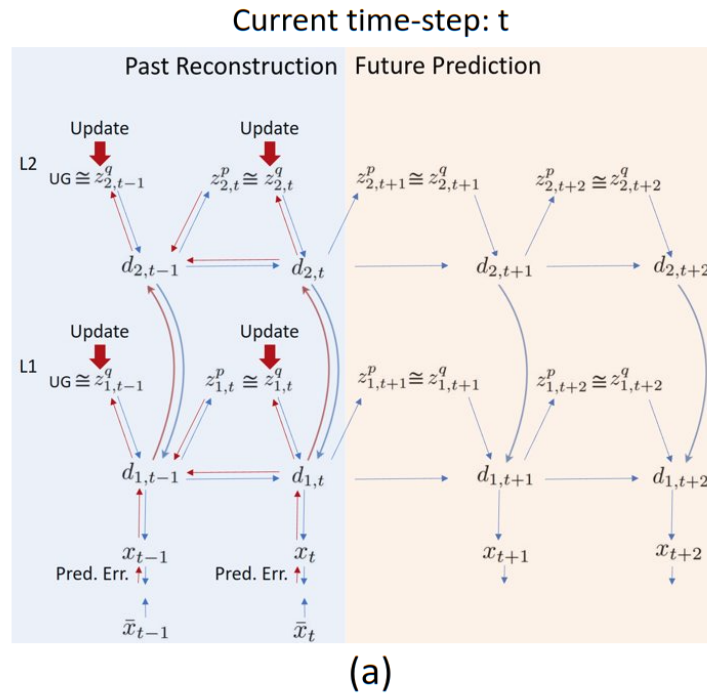 Current time-step: t
Past Reconstruction Future Prediction
Update Update
L2
UG ≅ z^q_{2,t−1} z^p_{2,t} ≅ z^q_{2,t} z^p_{2,t+1} ≅ z^q_{2,t+1} z^p_{2,t+2} ≅ z^q_{2,t+2}
d_{2,t−1} d_{2,t} d_{2,t+1} d_{2,t+2}
Update Update
L1
UG ≅ z^q_{1,t−1} z^p_{1,t} ≅ z^q_{1,t} z^p_{1,t+1} ≅ z^q_{1,t+1} z^p_{1,t+2} ≅ z^q_{1,t+2}
d_{1,t−1} d_{1,t} d_{1,t+1} d_{1,t+2}
x_{t−1} x_t x_{t+1} x_{t+2}
Pred. Err. Pred. Err.
x̄_{t−1} x̄_t
(a)